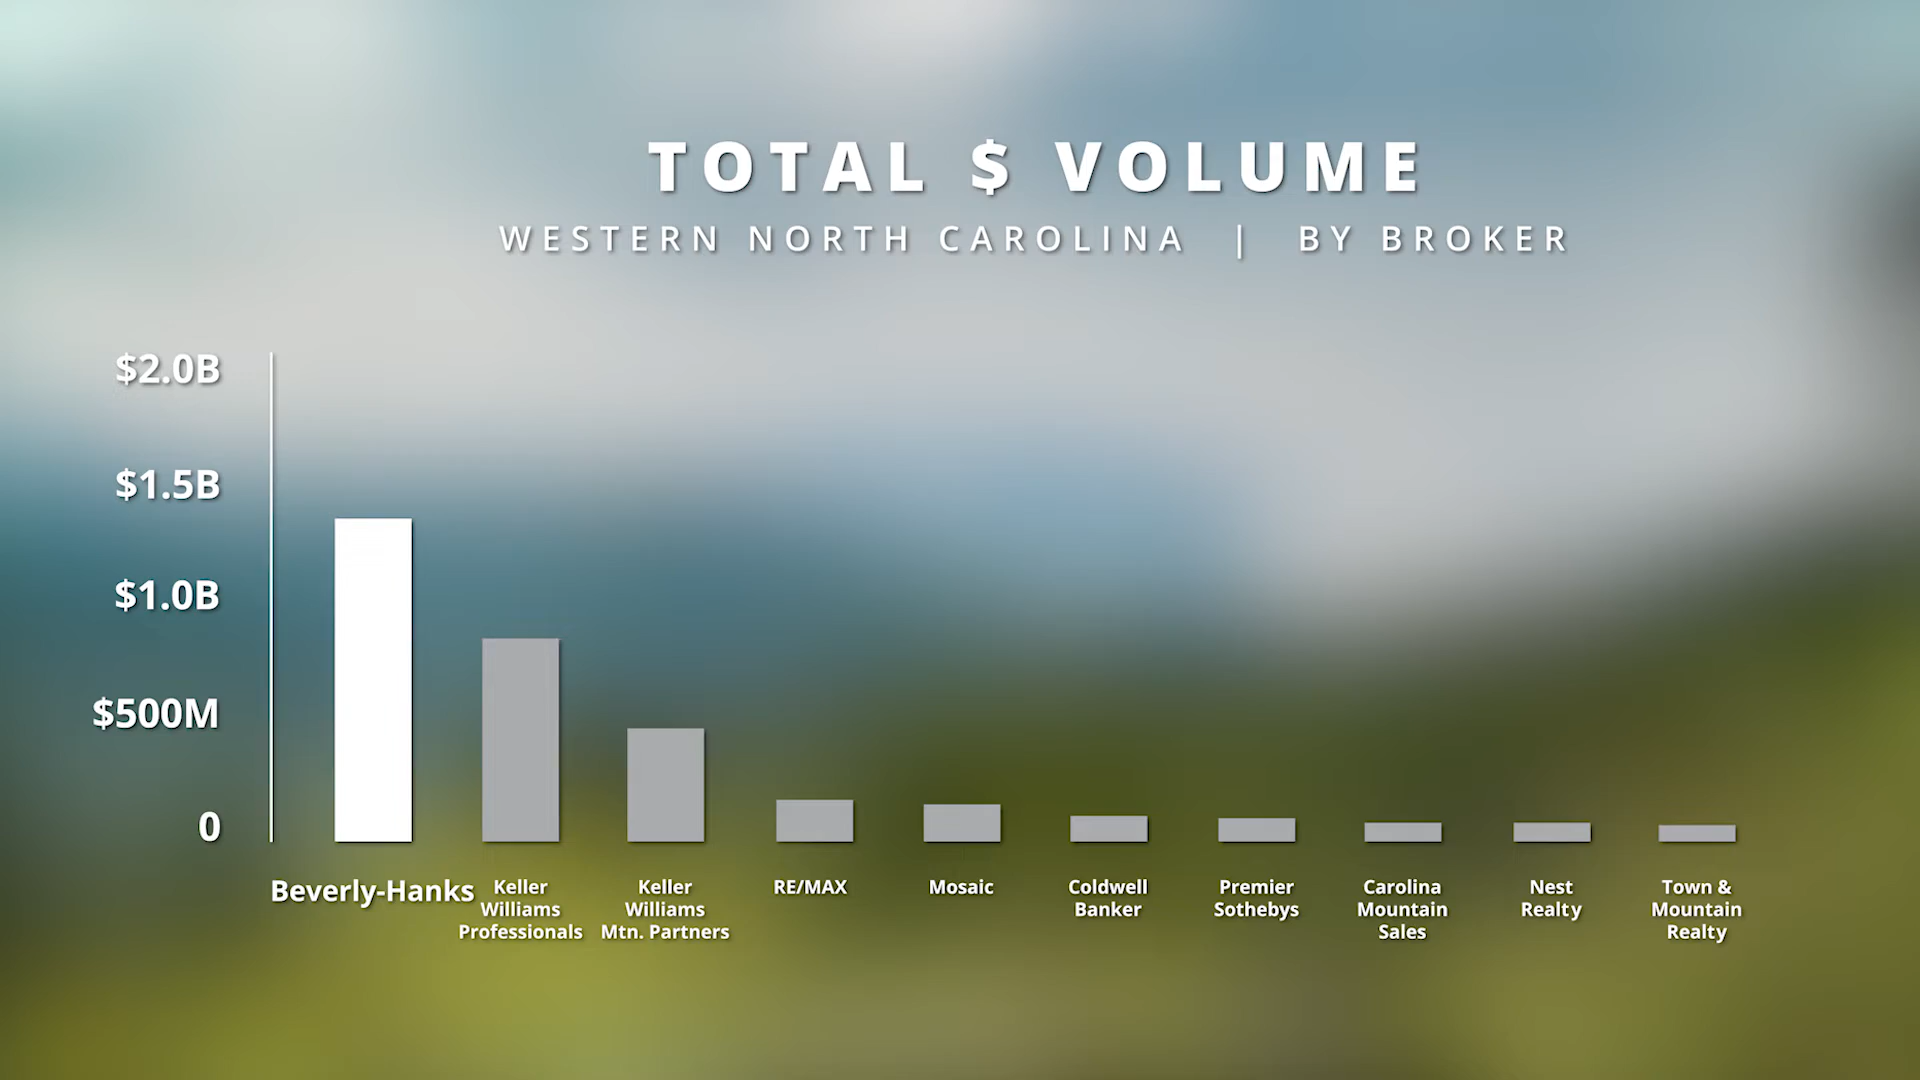 TOTAL $ VOLUME
WESTERN NORTH CAROLINA | BY BROKER
$2.0B
$1.5B
$1.0B
$500M
0
Beverly-Hanks
Keller
Williams
Professionals
Keller
Williams
Mtn. Partners
RE/MAX
Mosaic
Coldwell
Banker
Premier
Sothebys
Carolina
Mountain
Sales
Nest
Realty
Town &
Mountain
Realty